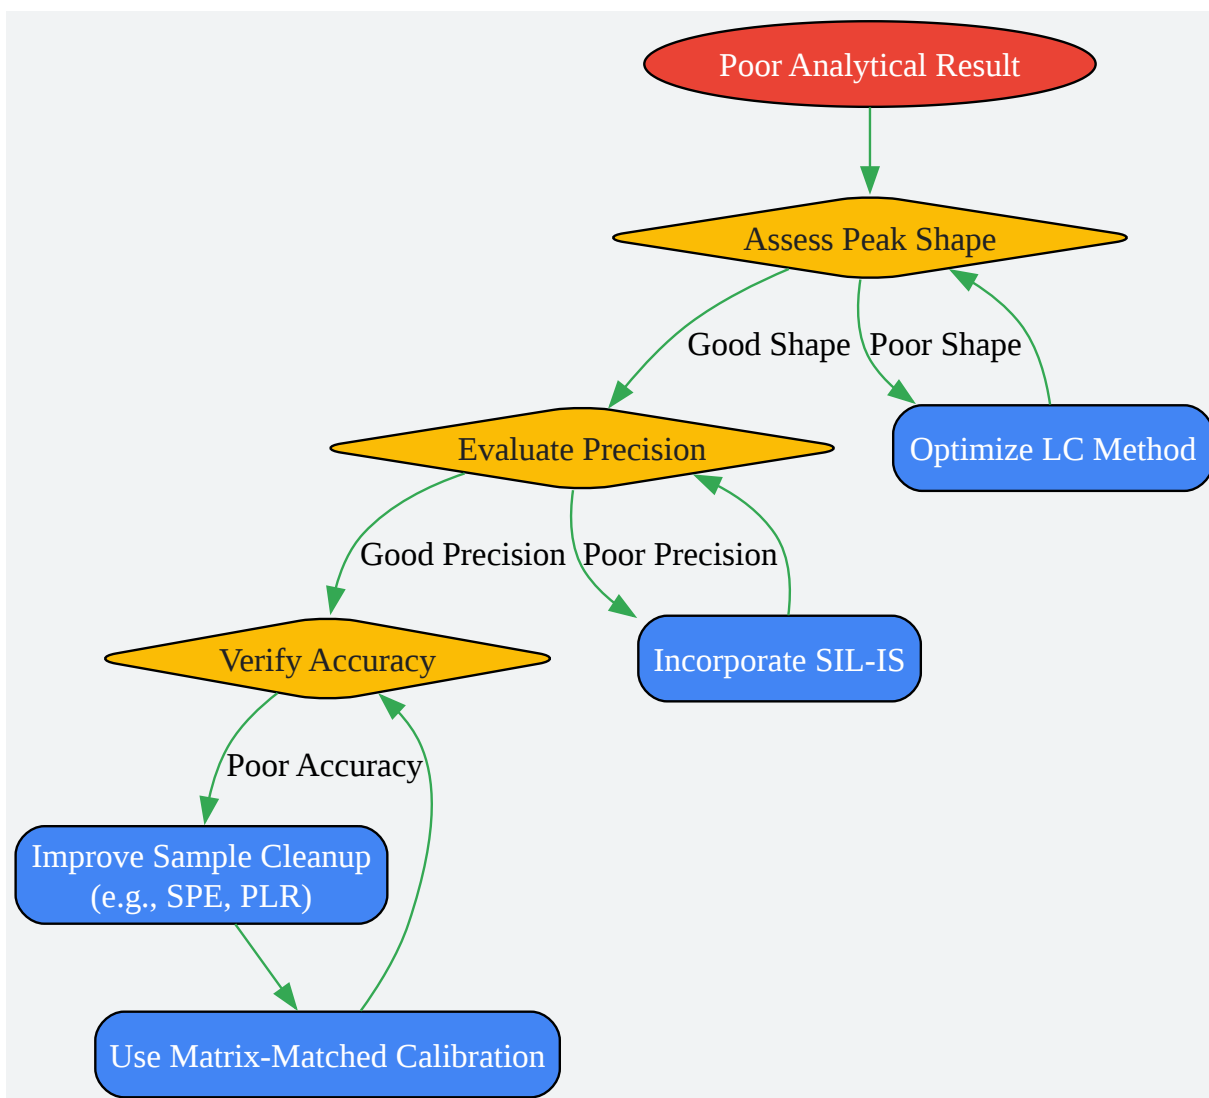 Poor Analytical Result
Assess Peak Shape
Good Shape
Poor Shape
Evaluate Precision
Optimize LC Method
Good Precision
Poor Precision
Verify Accuracy
Incorporate SIL-IS
Poor Accuracy
Improve Sample Cleanup
(e.g., SPE, PLR)
Use Matrix-Matched Calibration